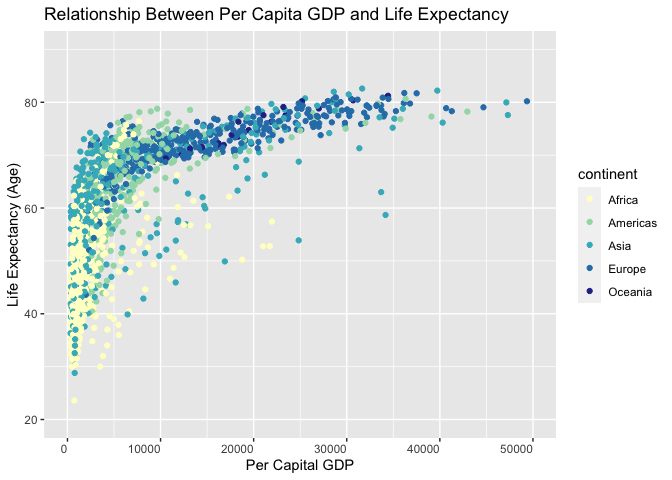 Relationship Between Per Capita GDP and Life Expectancy
Life Expectancy (Age)
80
60
40
20
0 10000 20000 30000 40000 50000
Per Capital GDP
continent
Africa
Americas
Asia
Europe
Oceania